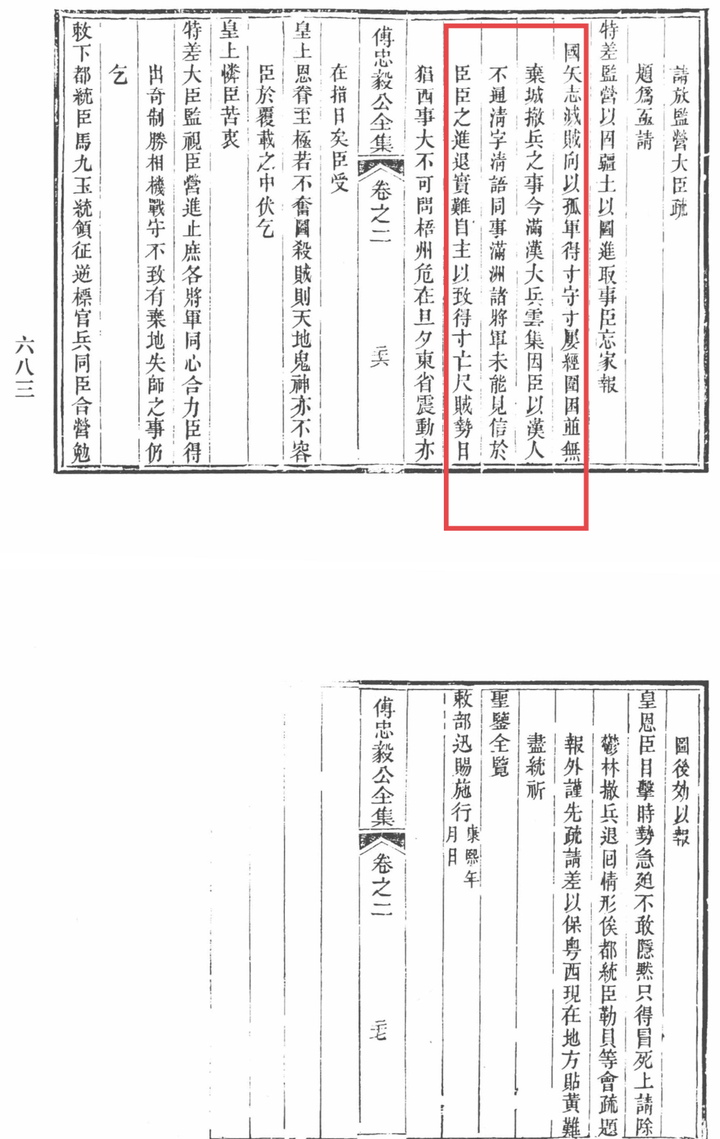 請放監營大臣疏
題爲亟請
特差監營以固疆土以圖進取事臣忘家報
國矢志滅賊向以孤軍得寸守寸屢經圍困並無
棄城撤兵之事今滿漢大兵雲集因臣以漢人
不通清字清語同事滿洲諸將軍未能見信於
臣臣之進退實難自主以致得寸亡尺賊勢日
猖西事大不可問梧州危在旦夕東省震動亦
傅忠毅公全集
卷之二
三六
在指日矣臣受
皇上恩眷至極若不奮圖殺賊則天地鬼神亦不容
臣於覆載之中伏乞
皇上憐臣苦衷
特差大臣監視臣營進止庶各將軍同心合力臣得
出奇制勝相機戰守不致有棄地失師之事仍
乞
敕下都統臣馬九玉統領征逆標官兵同臣合營勉
六八三
圖後効以報
皇恩臣目擊時勢急廹不敢隱黙只得冒死上請除
鬱林撤兵退囘情形俟都統臣勒貝等會疏題
報外謹先疏請差以保粤西現在地方貼黄難
盡統祈
聖鑒全覧
敕部迅賜施行康熙年
月日
傅忠毅公全集
卷之二
三七